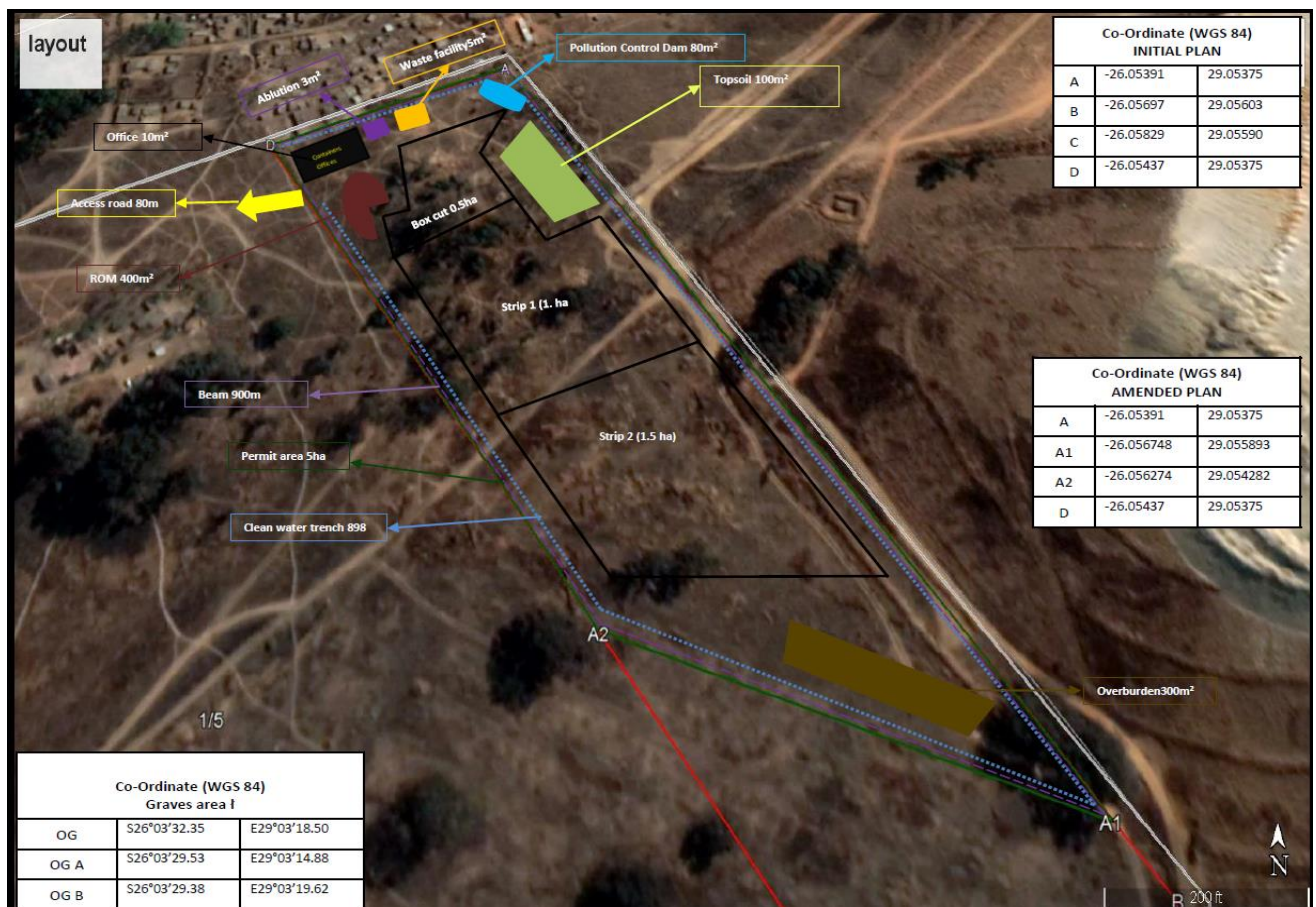 layout
Waste facility5m²
Pollution Control Dam 80m²
Ablution 3m²
Topsoil 100m²
A
Office 10m²
D
Containers
Offices
Access road 80m
Box cut 0.5ha
ROM 400m²
Strip 1 (1. ha
Beam 900m
Strip 2 (1.5 ha)
Permit area 5ha
Clean water trench 898
A2
Overburden300m²
1/5
A1
N
B
200 ft
Co-Ordinate (WGS 84)
INITIAL PLAN
A -26.05391 29.05375
B -26.05697 29.05603
C -26.05829 29.05590
D -26.05437 29.05375
Co-Ordinate (WGS 84)
AMENDED PLAN
A -26.05391 29.05375
A1 -26.056748 29.055893
A2 -26.056274 29.054282
D -26.05437 29.05375
Co-Ordinate (WGS 84)
Graves area ł
OG S26°03’32.35 E29°03’18.50
OG A S26°03’29.53 E29°03’14.88
OG B S26°03’29.38 E29°03’19.62